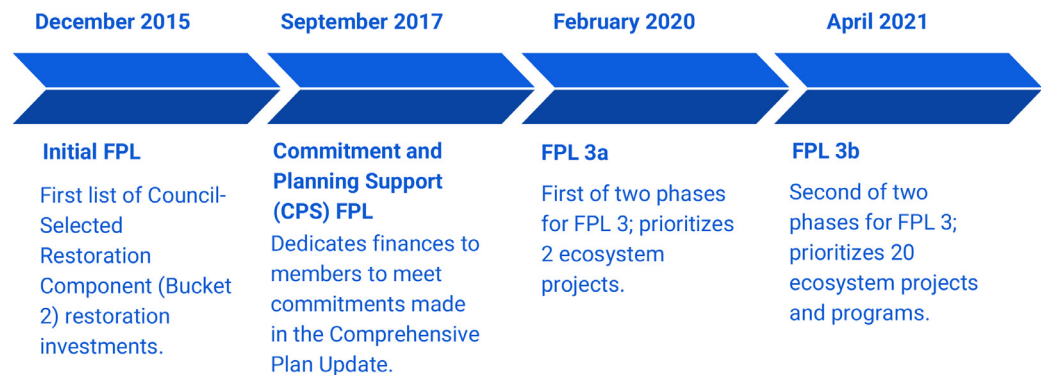 December 2015
September 2017
February 2020
April 2021
Initial FPL
First list of Council-
Selected
Restoration
Component (Bucket
2) restoration
investments.
Commitment and
Planning Support
(CPS) FPL
Dedicates finances to
members to meet
commitments made
in the Comprehensive
Plan Update.
FPL 3a
First of two phases
for FPL 3; prioritizes
2 ecosystem
projects.
FPL 3b
Second of two
phases for FPL 3;
prioritizes 20
ecosystem projects
and programs.